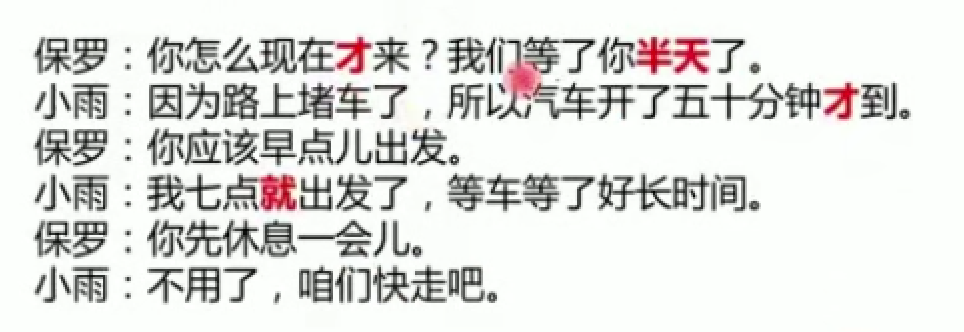 保罗：你怎么现在才来？我们等了你半天了。
小雨：因为路上堵车了，所以汽车开了五十分钟才到。
保罗：你应该早点儿出发。
小雨：我七点就出发了，等车等了好长时间。
保罗：你先休息一会儿。
小雨：不用了，咱们快走吧。